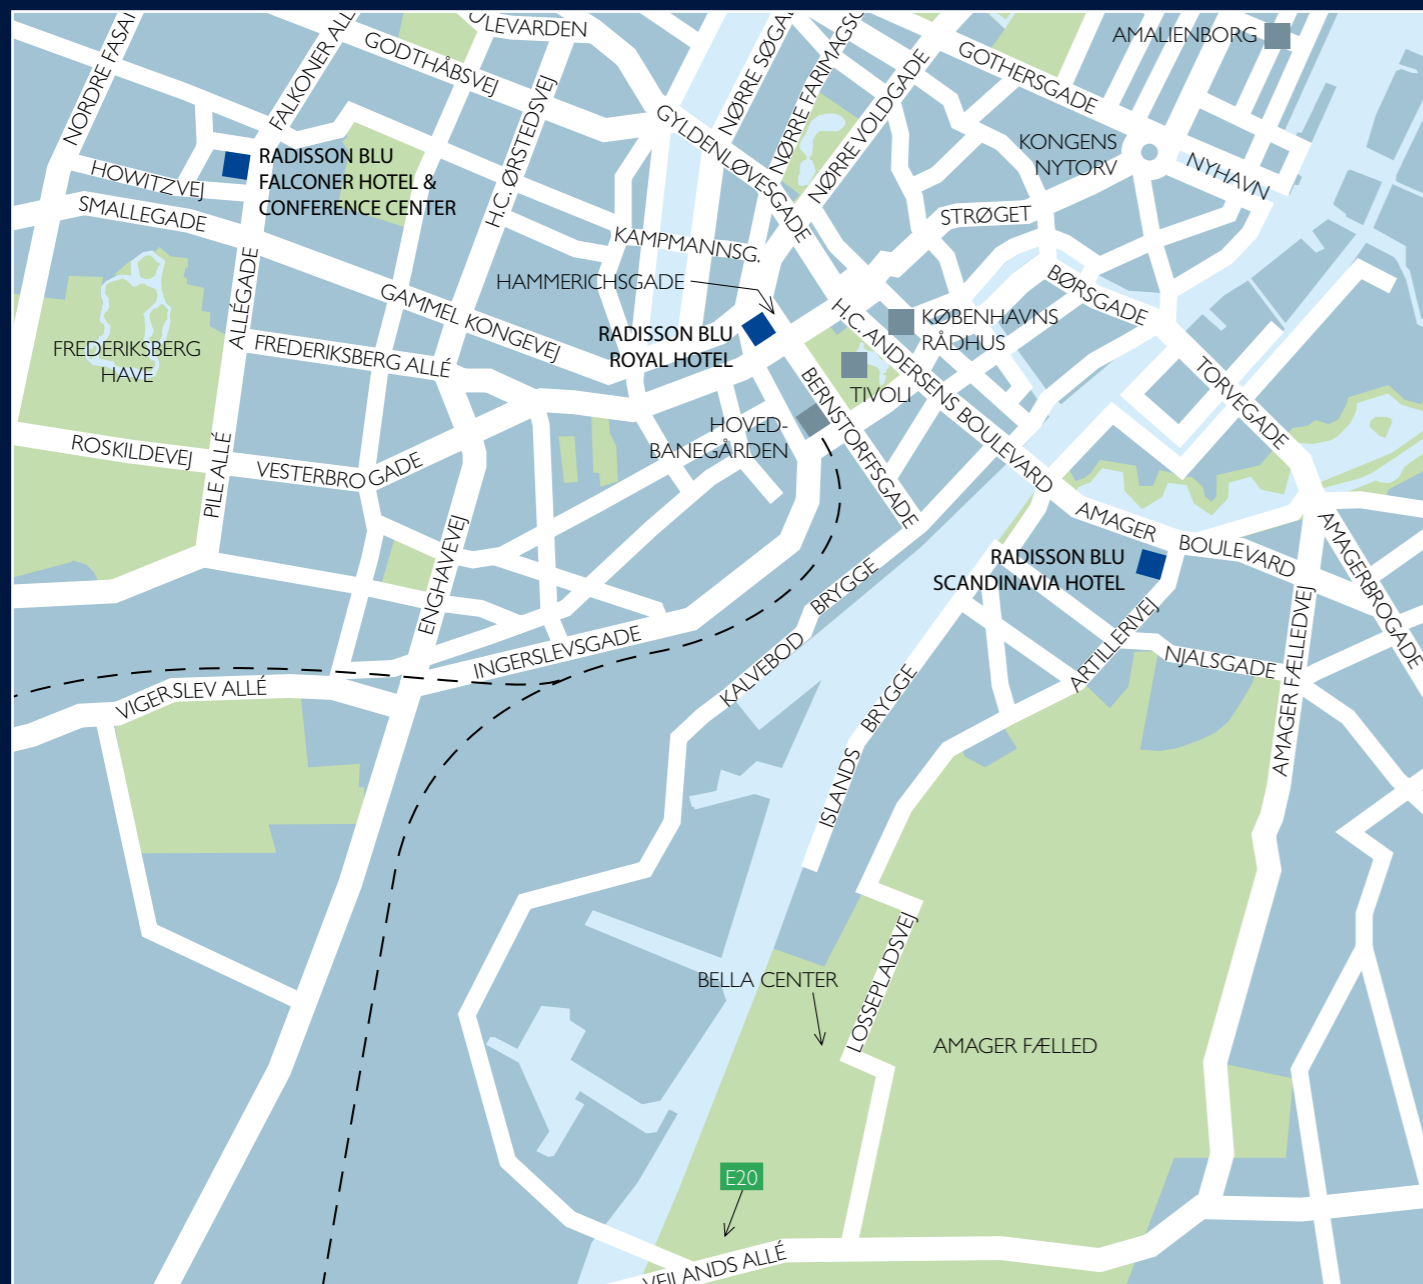 NORDRE FASAN
FALKONER ALL
ULEVARDEN
GODTHÅBSVEJ
H.C. ØRSTEDSVEJ
NØRRE SØGA
NØRRE FARIMAGSG
NØRRE VOLDGADE
GYLDENLØVESGADE
GOTHERSGADE
AMALIENBORG
KONGENS
NYTORV
NYHAVN
STRØGET
RADISSON BLU
FALCONER HOTEL &
CONFERENCE CENTER
HOWITZVEJ
SMALLEGADE
KAMPMANNSG.
HAMMERICHSGADE
ALLÉGADE
GAMMEL KONGEVEJ
BØRSGADE
RADISSON BLU
ROYAL HOTEL
H.C. ANDERSENS BOULEVARD
KØBENHAVNS
RÅDHUS
FREDERIKSBERG
HAVE
FREDERIKSBERG ALLÉ
TIVOLI
TORVEGADE
BERNSTORFFSGADE
HOVED-
BANEGÅRDEN
ROSKILDEVEJ
PILE ALLÉ
VESTERBROGADE
ENGHAVEVEJ
AMAGER BOULEVARD
AMAGERBROGADE
RADISSON BLU
SCANDINAVIA HOTEL
KALVEBOD BRYGGE
ARTILLERIVEJ
NJALSGADE
AMAGER FÆLLEDVEJ
INGERSLEVSGADE
VIGERSLEV ALLÉ
ISLANDS BRYGGE
LOSSEPLADSVEJ
BELLA CENTER
AMAGER FÆLLED
E20
VEJLANDS ALLÉ